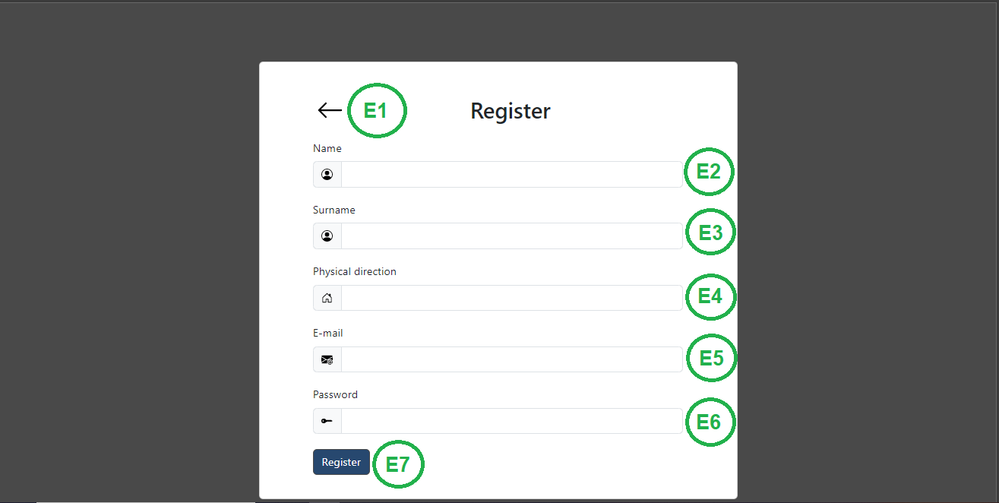 E1 Register
Name
E2
Surname
E3
Physical direction
E4
E-mail
E5
Password
E6
Register E7